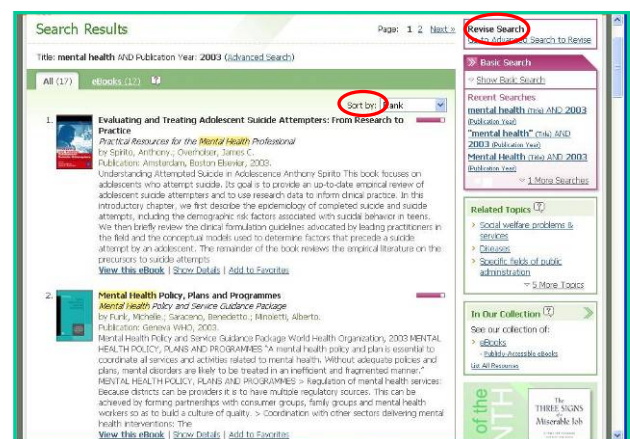 Search Results
Page: 1 2 Next »
Title: mental health AND Publication Year: 2003 (Advanced Search)
All (17) eBooks (17)
Sort by: Rank
1. Evaluating and Treating Adolescent Suicide Attempters: From Research to
Practice
Practical Resources for the Mental Health Professional
by Spirito, Anthony.; Overholser, James C.
Publication: Amsterdam, Boston Elsevier, 2003.
Understanding Attempted Suicide in Adolescence Anthony Spirito This book focuses on
adolescents who attempt suicide. Its goal is to provide an up-to-date empirical review of
adolescent suicide attempters and to use research data to inform clinical practice. In this
introductory chapter, we first describe the epidemiology of completed suicide and suicide
attempts, including the demographic risk factors associated with suicidal behavior in teens.
We then briefly review the clinical formulation guidelines advocated by leading practitioners in
the field and the conceptual models used to determine factors that precede a suicide
attempt by an adolescent. The remainder of the book reviews the empirical literature on the
precursors to suicide attempts
View this eBook | Show Details | Add to Favorites
2. Mental Health Policy, Plans and Programmes
Mental Health Policy and Service Guidance Package
by Funk, Michelle.; Saraceno, Benedetto.; Minoletti, Alberto.
Publication: Geneva WHO, 2003.
Mental Health Policy and Service Guidance Package World Health Organization, 2003 MENTAL
HEALTH POLICY, PLANS AND PROGRAMMES "A mental health policy and plan is essential to
coordinate all services and activities related to mental health. Without adequate policies and
plans, mental disorders are likely to be treated in an inefficient and fragmented manner."
MENTAL HEALTH POLICY, PLANS AND PROGRAMMES > Regulation of mental health services:
Because districts can be providers it is to have multiple regulatory sources. This can be
achieved by forming partnerships with consumer groups, family groups and mental health
workers so as to build a culture of quality. > Coordination with other sectors delivering mental
health interventions: The
View this eBook | Show Details | Add to Favorites
Revise Search
Go to Advanced Search to Revise
Basic Search
Show Basic Search
Recent Searches
mental health (Title) AND 2003
(Publication Year)
"mental health" (Title) AND
2003 (Publication Year)
Mental Health (Title) AND 2003
(Publication Year)
1 More Searches
Related Topics
Social welfare problems &
services
Diseases
Specific fields of public
administration
5 More Topics
In Our Collection
See our collection of:
eBooks
- Publicly-Accessible eBooks
List All Resources
of the
The
THREE SIGNS
of a
Miserable Job